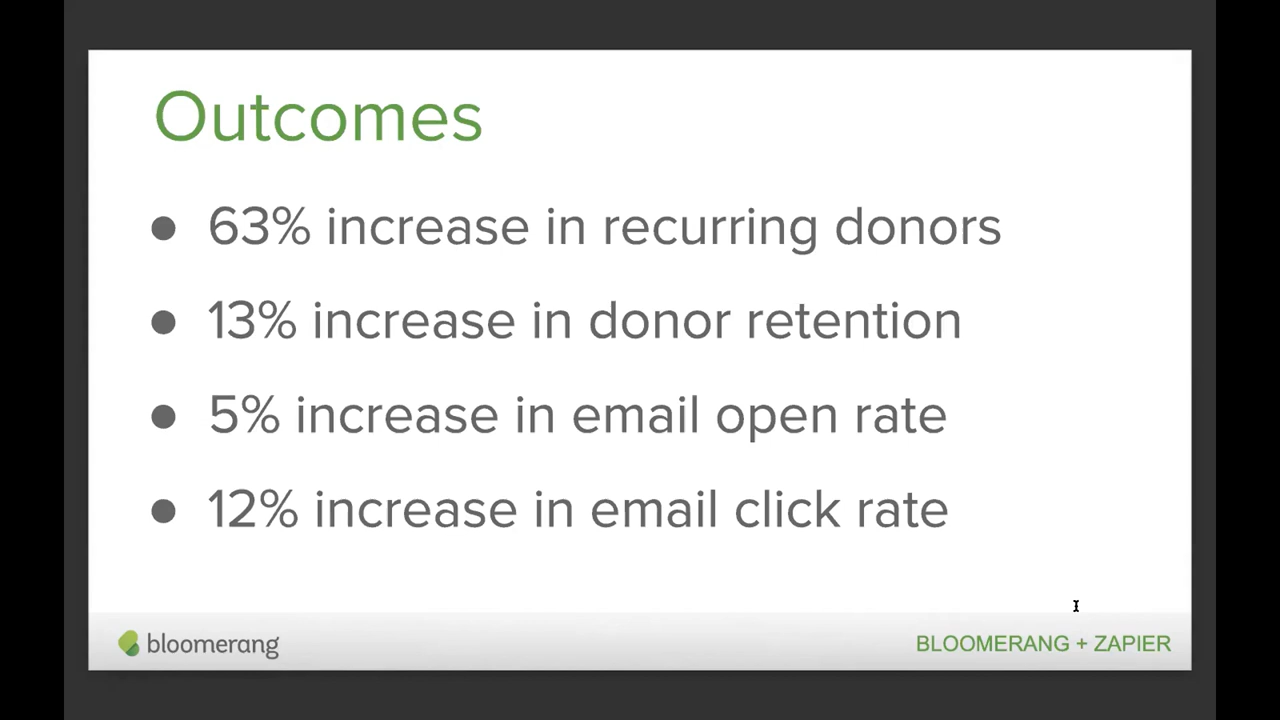 Outcomes
● 63% increase in recurring donors
● 13% increase in donor retention
● 5% increase in email open rate
● 12% increase in email click rate
bloomerang
BLOOMERANG + ZAPIER